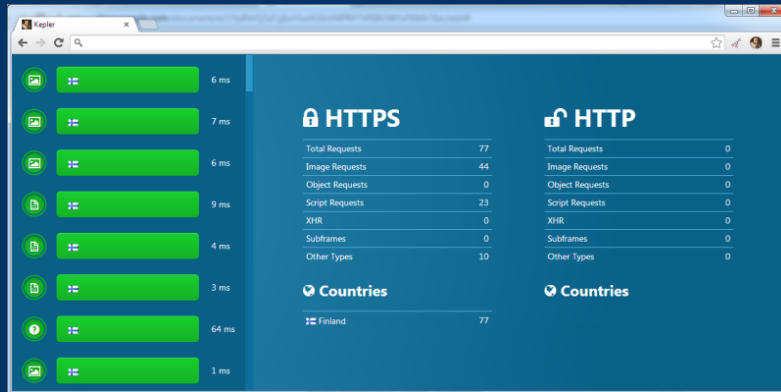 Kepler
6 ms
7 ms
6 ms
9 ms
4 ms
3 ms
64 ms
1 ms
HTTPS
Total Requests 77
Image Requests 44
Object Requests 0
Script Requests 23
XHR 0
Subframes 0
Other Types 10
Countries
Finland 77
HTTP
Total Requests 0
Image Requests 0
Object Requests 0
Script Requests 0
XHR 0
Subframes 0
Other Types 0
Countries